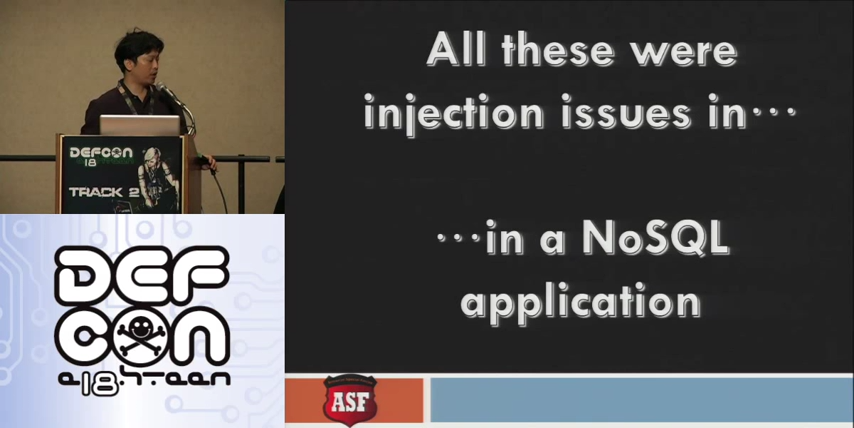 All these were
injection issues in···
···in a NoSQL
application
DEFCON
18
TRACK 2
DEF
CON
e18hteen
ASF